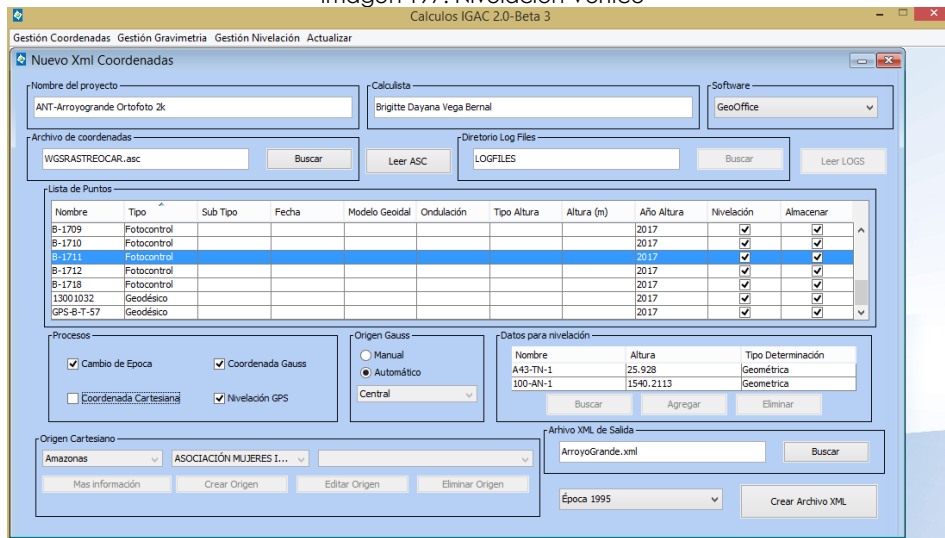 Imagen 197. Nivelación Vértice
Calculos IGAC 2.0-Beta 3
Gestión Coordenadas Gestión Gravimetria Gestión Nivelación Actualizar
Nuevo Xml Coordenadas
Nombre del proyecto Calculista Software
ANT-Arroyogrande Ortofoto 2k Brigitte Dayana Vega Bernal GeoOffice
Archivo de coordenadas Diretorio Log Files
WGSRASTREOCAR.asc Buscar Leer ASC LOGFILES Buscar Leer LOGS
Lista de Puntos
Nombre Tipo Sub Tipo Fecha Modelo Geoidal Ondulación Tipo Altura Altura (m) Año Altura Nivelación Almacenar
B-1709 Fotocontrol 2017
B-1710 Fotocontrol 2017
B-1711 Fotocontrol 2017
B-1712 Fotocontrol 2017
B-1718 Fotocontrol 2017
13001032 Geodésico 2017
GPS-B-T-57 Geodésico 2017
Procesos Origen Gauss Datos para nivelación
Cambio de Epoca Coordenada Gauss
Coordenada Cartesiana Nivelación GPS
Manual
Automático
Central
Nombre Altura Tipo Determinación
A43-TN-1 25.928 Geométrica
100-AN-1 1540.2113 Geometrica
Buscar Agregar Eliminar
Origen Cartesiano
Amazonas ASOCIACIÓN MUJERES I...
Mas información Crear Origen Editar Origen Eliminar Origen
Arhivo XML de Salida
ArroyoGrande.xml Buscar
Época 1995 Crear Archivo XML